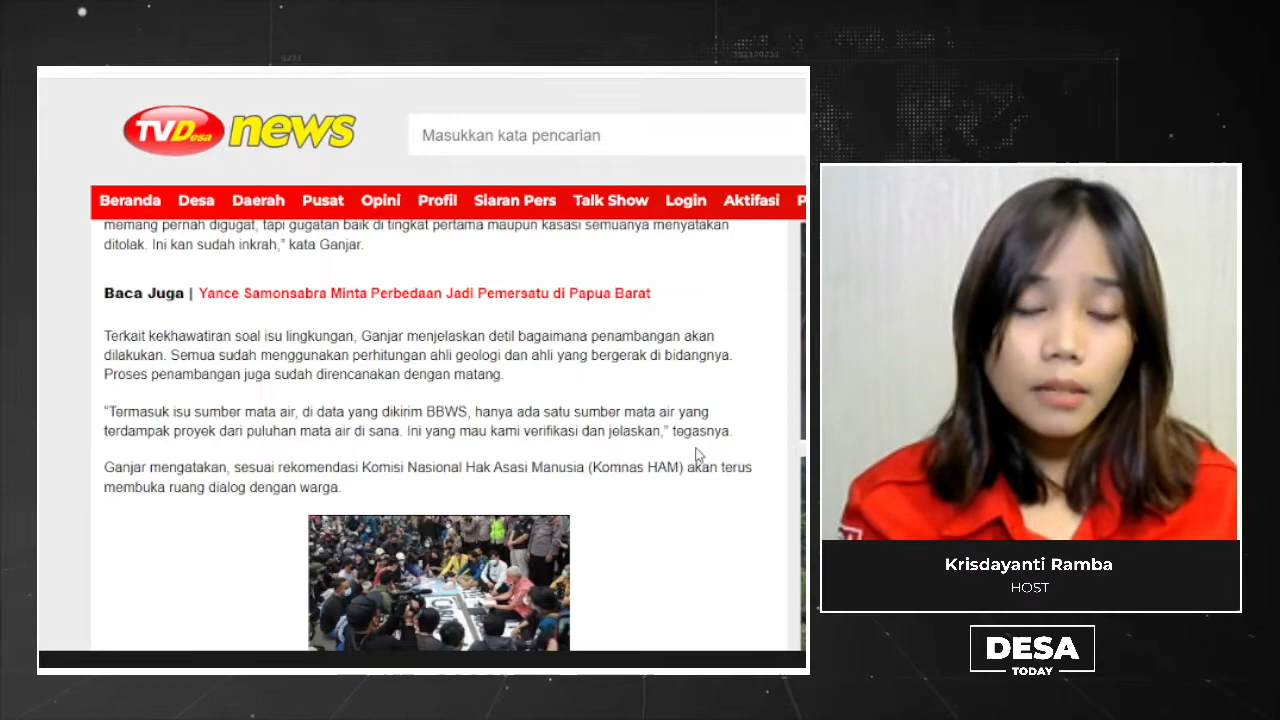 TVDesa news
Masukkan kata pencarian
Beranda Desa Daerah Pusat Opini Profil Siaran Pers Talk Show Login Aktifasi P
memang pernah digugat, tapi gugatan baik di tingkat pertama maupun kasasi semuanya menyatakan
ditolak. Ini kan sudah inkrah,” kata Ganjar.
Baca Juga | Yance Samonsabra Minta Perbedaan Jadi Pemersatu di Papua Barat
Terkait kekhawatiran soal isu lingkungan, Ganjar menjelaskan detil bagaimana penambangan akan
dilakukan. Semua sudah menggunakan perhitungan ahli geologi dan ahli yang bergerak di bidangnya.
Proses penambangan juga sudah direncanakan dengan matang.
“Termasuk isu sumber mata air, di data yang dikirim BBWS, hanya ada satu sumber mata air yang
terdampak proyek dari puluhan mata air di sana. Ini yang mau kami verifikasi dan jelaskan,” tegasnya.
Ganjar mengatakan, sesuai rekomendasi Komisi Nasional Hak Asasi Manusia (Komnas HAM) akan terus
membuka ruang dialog dengan warga.
Krisdayanti Ramba
HOST
DESA
TODAY